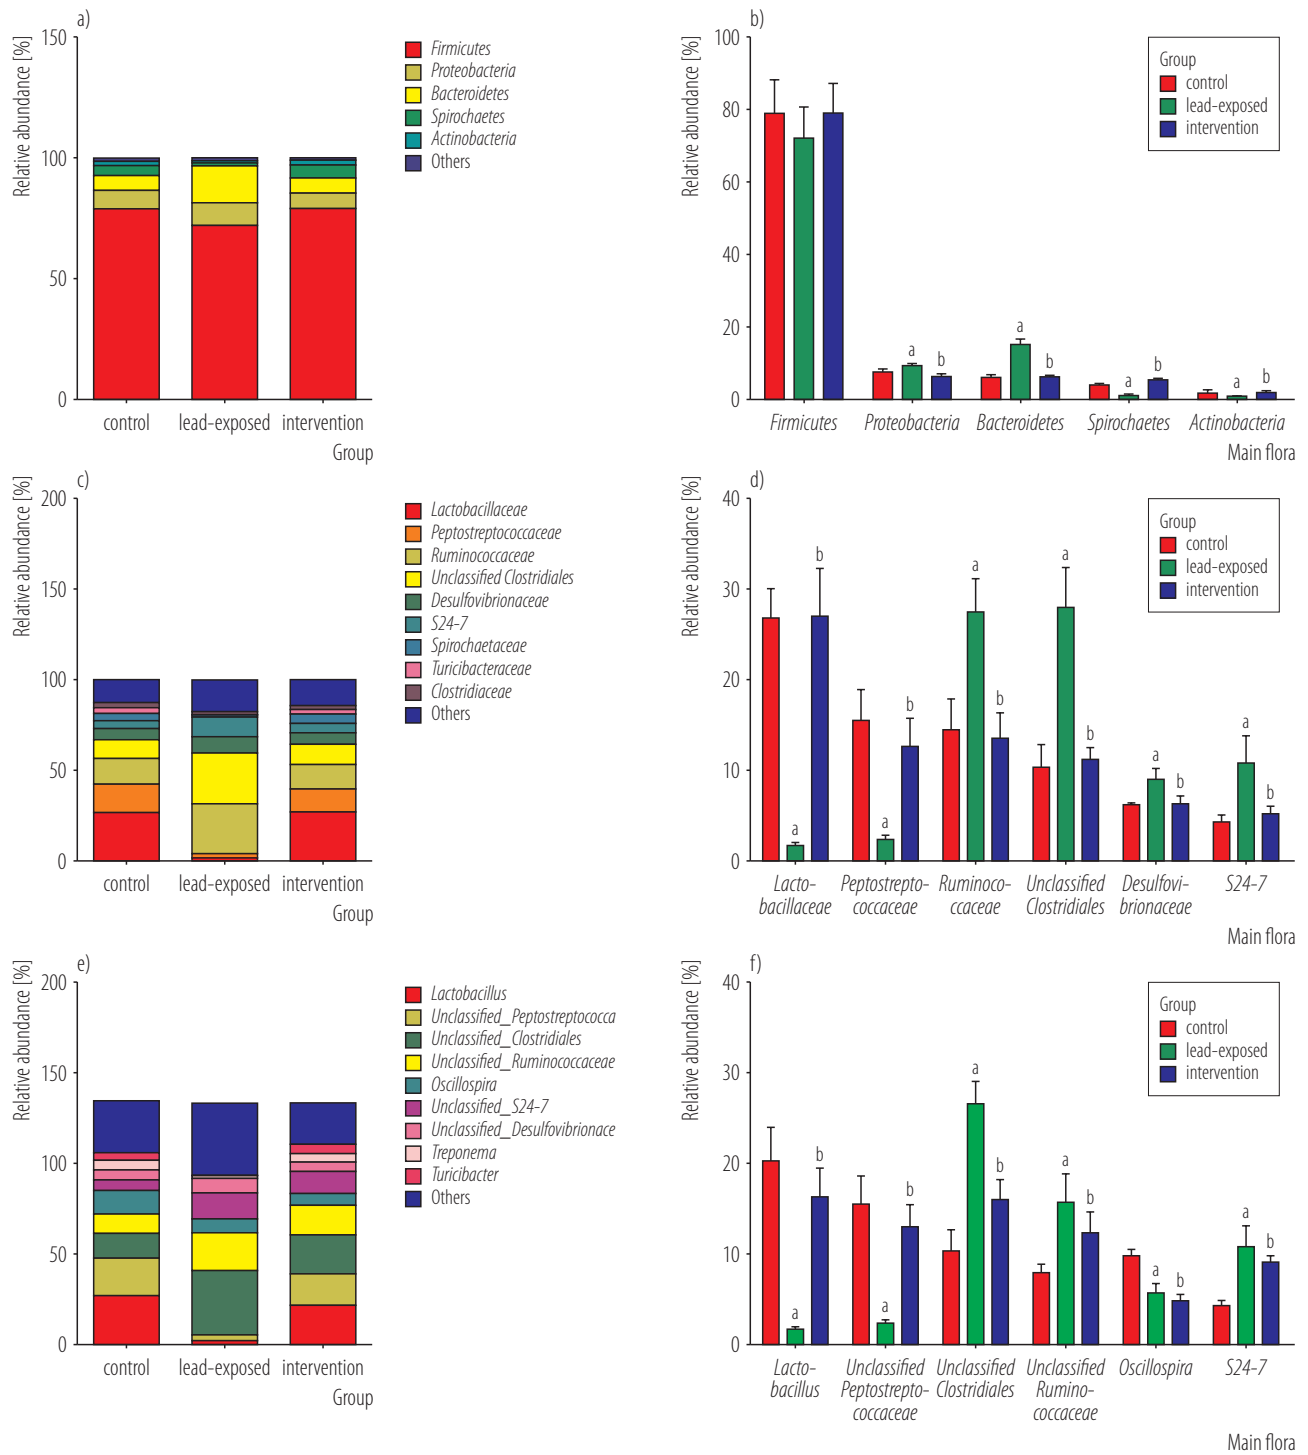 a)
Relative abundance [%]
150
100
50
0
control
lead-exposed
intervention
Group
Firmicutes
Proteobacteria
Bacteroidetes
Spirochaetes
Actinobacteria
Others
b)
Relative abundance [%]
100
80
60
40
20
0
Group
control
lead-exposed
intervention
a
b
a
b
a
b
a
b
Firmicutes
Proteobacteria
Bacteroidetes
Spirochaetes
Actinobacteria
Main flora
c)
Relative abundance [%]
200
150
100
50
0
control
lead-exposed
intervention
Group
Lactobacillaceae
Peptostreptococcaceae
Ruminococcaceae
Unclassified Clostridiales
Desulfovibrionaceae
S24-7
Spirochaetaceae
Turicibacteraceae
Clostridiaceae
Others
d)
Relative abundance [%]
40
30
20
10
0
Group
control
lead-exposed
intervention
a
b
a
b
a
b
a
b
a
b
a
b
Lacto-
bacillaceae
Peptostrepto-
coccaceae
Ruminoco-
ccaceae
Unclassified
Clostridiales
Desulfovi-
brionaceae
S24-7
Main flora
e)
Relative abundance [%]
200
150
100
50
0
control
lead-exposed
intervention
Group
Lactobacillus
Unclassified_Peptostreptococca
Unclassified_Clostridiales
Unclassified_Ruminococcaceae
Oscillospira
Unclassified_S24-7
Unclassified_Desulfovibrionace
Treponema
Turicibacter
Others
f)
Relative abundance [%]
40
30
20
10
0
Group
control
lead-exposed
intervention
a
b
a
b
a
b
a
b
a
b
a
b
Lacto-
bacillus
Unclassified
Peptostrepto-
coccaceae
Unclassified
Clostridiales
Unclassified
Rumino-
coccaceae
Oscillospira
S24-7
Main flora